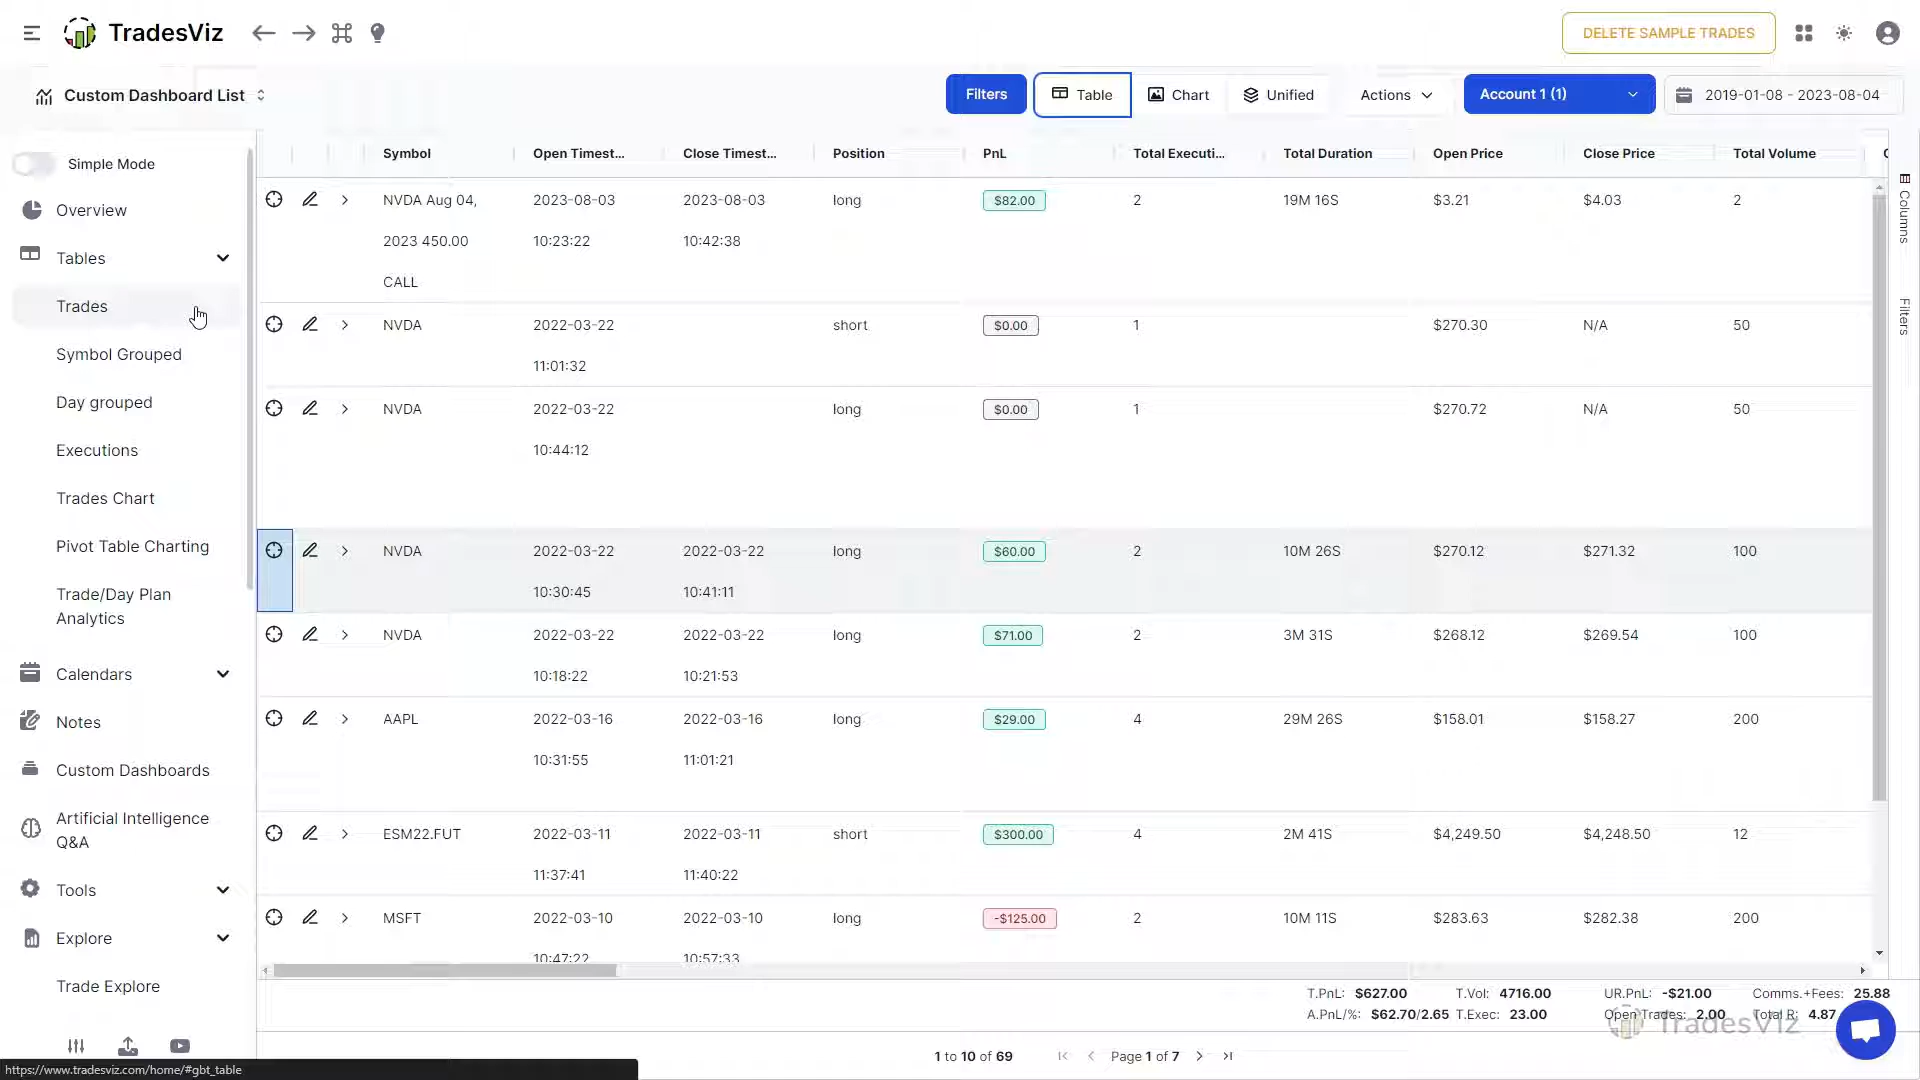 TradesViz
DELETE SAMPLE TRADES
Custom Dashboard List
Filters
Table
Chart
Unified
Actions
Account 1 (1)
2019-01-08 - 2023-08-04
Simple Mode
Overview
Tables
Trades
Symbol Grouped
Day grouped
Executions
Trades Chart
Pivot Table Charting
Trade/Day Plan
Analytics
Calendars
Notes
Custom Dashboards
Artificial Intelligence
Q&A
Tools
Explore
Trade Explore
Symbol Open Timest... Close Timest... Position PnL Total Executi... Total Duration Open Price Close Price Total Volume
NVDA Aug 04, 2023-08-03 2023-08-03 long $82.00 2 19M 16S $3.21 $4.03 2
2023 450.00 10:23:22 10:42:38
CALL
NVDA 2022-03-22 short $0.00 1 $270.30 N/A 50
11:01:32
NVDA 2022-03-22 long $0.00 1 $270.72 N/A 50
10:44:12
NVDA 2022-03-22 2022-03-22 long $60.00 2 10M 26S $270.12 $271.32 100
10:30:45 10:41:11
NVDA 2022-03-22 2022-03-22 long $71.00 2 3M 31S $268.12 $269.54 100
10:18:22 10:21:53
AAPL 2022-03-16 2022-03-16 long $29.00 4 29M 26S $158.01 $158.27 200
10:31:55 11:01:21
ESM22.FUT 2022-03-11 2022-03-11 short $300.00 4 2M 41S $4,249.50 $4,248.50 12
11:37:41 11:40:22
MSFT 2022-03-10 2022-03-10 long -$125.00 2 10M 11S $283.63 $282.38 200
10:47:22 10:57:33
Columns
Filters
T.PnL: $627.00 T.Vol: 4716.00 UR.PnL: -$21.00 Comms.+Fees: 25.88
A.PnL/%: $62.70/2.65 T.Exec: 23.00 Open Trades: 2.00 Total R: 4.87
TradesViz
1 to 10 of 69 Page 1 of 7
https://www.tradesviz.com/home/#gbt_table